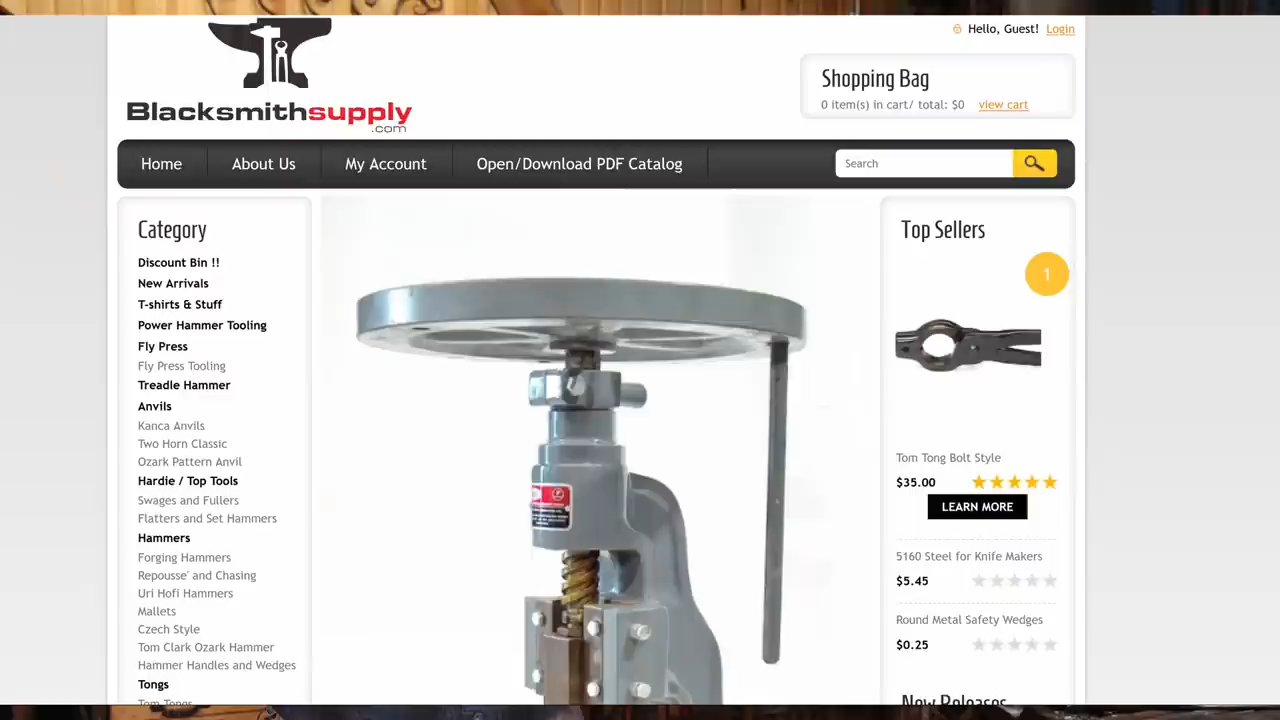 Hello, Guest! Login
Blacksmithsupply
.com
Shopping Bag
0 item(s) in cart/ total: $0 view cart
Home About Us My Account Open/Download PDF Catalog Search
Category
Discount Bin !!
New Arrivals
T-shirts & Stuff
Power Hammer Tooling
Fly Press
Fly Press Tooling
Treadle Hammer
Anvils
Kanca Anvils
Two Horn Classic
Ozark Pattern Anvil
Hardie / Top Tools
Swages and Fullers
Flatters and Set Hammers
Hammers
Forging Hammers
Repousse' and Chasing
Uri Hofi Hammers
Mallets
Czech Style
Tom Clark Ozark Hammer
Hammer Handles and Wedges
Tongs
Tom Tongs
Top Sellers
1
Tom Tong Bolt Style
$35.00
LEARN MORE
5160 Steel for Knife Makers
$5.45
Round Metal Safety Wedges
$0.25
New Releases